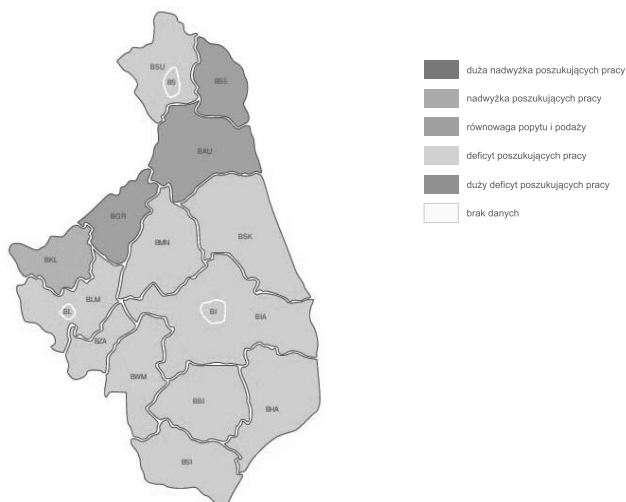 BSU
BS
BSE
BAU
BGR
BMN
BSK
BKL
BL
BLM
BI
BIA
BZA
BWM
BBI
BHA
BSI
duża nadwyżka poszukujących pracy
nadwyżka poszukujących pracy
równowaga popytu i podaży
deficyt poszukujących pracy
duży deficyt poszukujących pracy
brak danych